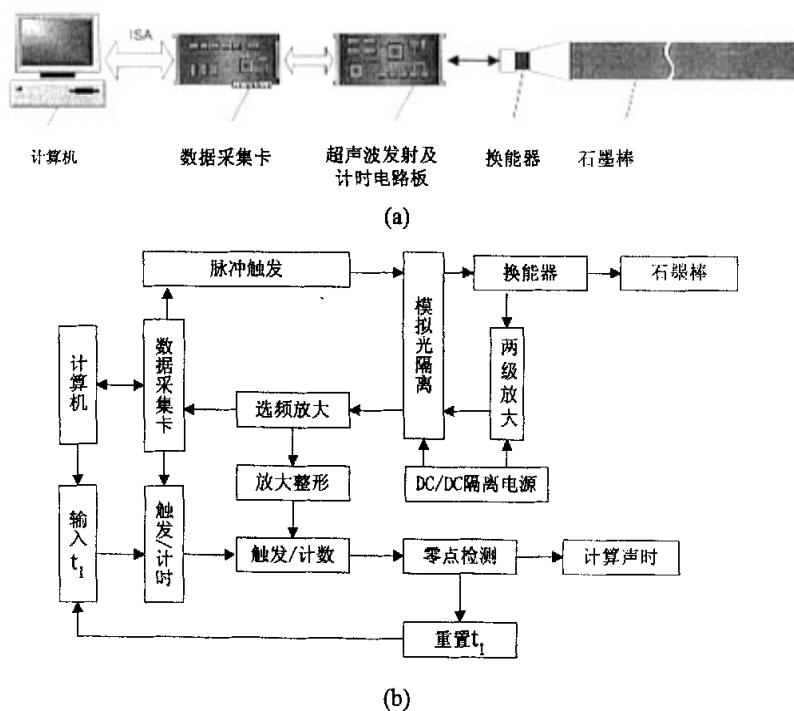 ISA
计算机
数据采集卡
超声波发射及
计时电路板
换能器
石墨棒
(a)
脉冲触发
换能器
石墨棒
模拟光隔离
计算机
数据采集卡
两级放大
选频放大
放大整形
DC/DC隔离电源
输入t1
触发/计时
触发/计数
零点检测
计算声时
重置t1
(b)